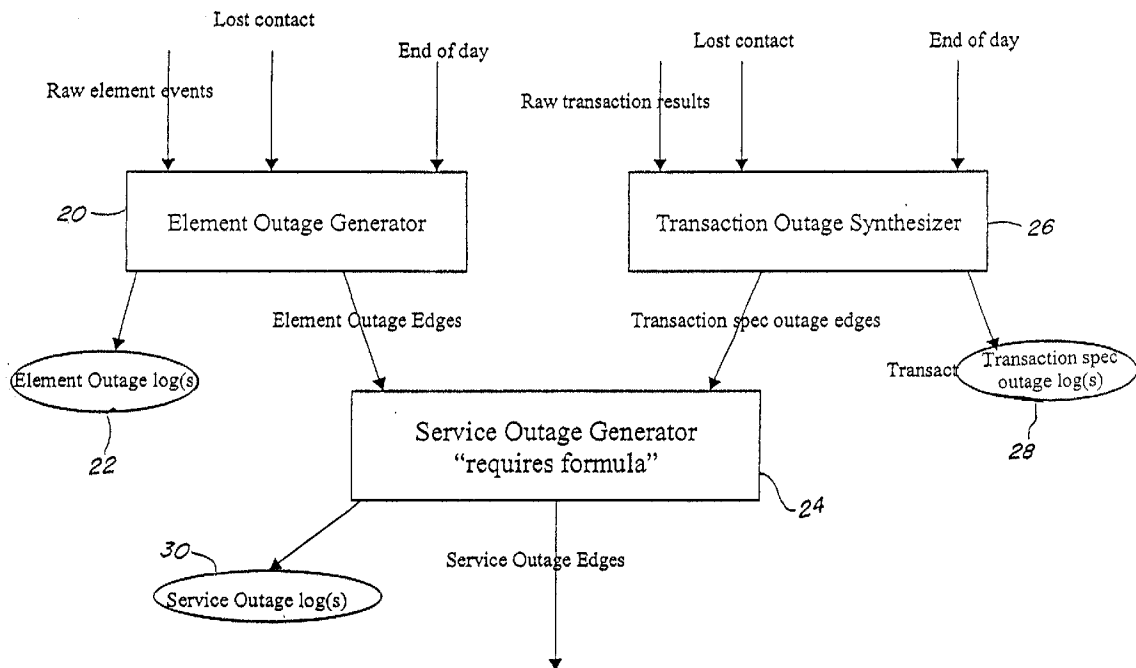 Lost contact
Lost contact
End of day
End of day
Raw element events
Raw transaction results
20
Element Outage Generator
Transaction Outage Synthesizer
26
Element Outage Edges
Transaction spec outage edges
Element Outage log(s)
Transact
Transaction spec
outage log(s)
22
28
Service Outage Generator
“requires formula”
24
30
Service Outage Edges
Service Outage log(s)